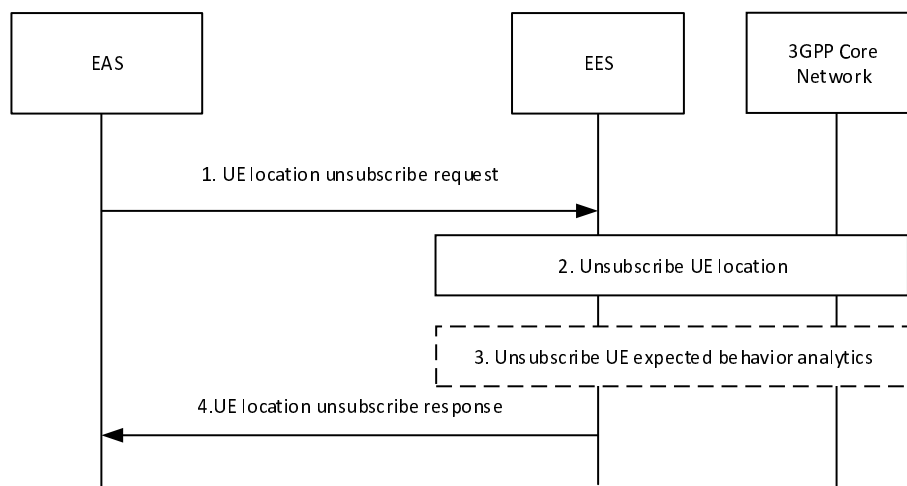 EAS
EES
3GPP Core
Network
1. UE location unsubscribe request
2. Unsubscribe UE location
3. Unsubscribe UE expected behavior analytics
4.UE location unsubscribe response